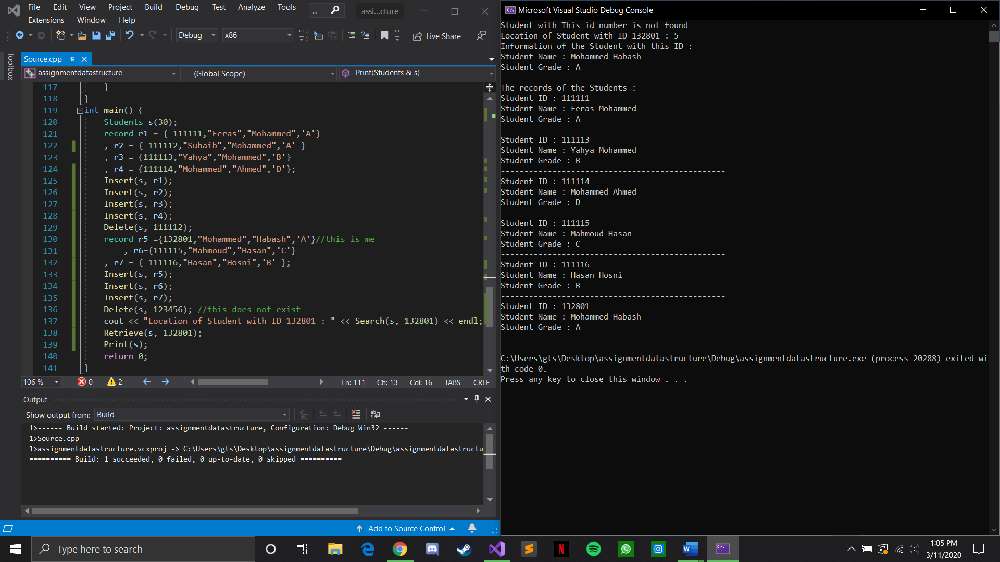 File Edit View Project Build Debug Test Analyze Tools
... assi...cture
Extensions Window Help
Debug x86 Live Share
Toolbox
Source.cpp
assignmentdatastructure (Global Scope) Print(Students & s)
117 }
118 }
119 int main() {
120 Students s(30);
121 record r1 = { 111111,"Feras","Mohammed",'A'}
122 , r2 = { 111112,"Suhaib","Mohammed",'A' }
123 , r3 = {111113,"Yahya","Mohammed",'B'}
124 , r4 = {111114,"Mohammed","Ahmed",'D'};
125 Insert(s, r1);
126 Insert(s, r2);
127 Insert(s, r3);
128 Insert(s, r4);
129 Delete(s, 111112);
130 record r5 ={132801,"Mohammed","Habash",'A'}//this is me
131 , r6={111115,"Mahmoud","Hasan",'C'}
132 , r7 = { 111116,"Hasan","Hosni",'B' };
133 Insert(s, r5);
134 Insert(s, r6);
135 Insert(s, r7);
136 Delete(s, 123456); //this does not exist
137 cout << "Location of Student with ID 132801 : " << Search(s, 132801) << endl;
138 Retrieve(s, 132801);
139 Print(s);
140 return 0;
141 }
106 % 0 2 Ln: 111 Ch: 13 Col: 16 TABS CRLF
Output
Show output from: Build
1>------ Build started: Project: assignmentdatastructure, Configuration: Debug Win32 ------
1>Source.cpp
1>assignmentdatastructure.vcxproj -> C:\Users\gts\Desktop\assignmentdatastructure\Debug\assignmentdatastructu
========== Build: 1 succeeded, 0 failed, 0 up-to-date, 0 skipped ==========
Add to Source Control
Microsoft Visual Studio Debug Console
Student with This id number is not found
Location of Student with ID 132801 : 5
Information of the Student with this ID :
Student Name : Mohammed Habash
Student Grade : A
The records of the Students :
Student ID : 111111
Student Name : Feras Mohammed
Student Grade : A
------------------------------------------------
Student ID : 111113
Student Name : Yahya Mohammed
Student Grade : B
------------------------------------------------
Student ID : 111114
Student Name : Mohammed Ahmed
Student Grade : D
------------------------------------------------
Student ID : 111115
Student Name : Mahmoud Hasan
Student Grade : C
------------------------------------------------
Student ID : 111116
Student Name : Hasan Hosni
Student Grade : B
------------------------------------------------
Student ID : 132801
Student Name : Mohammed Habash
Student Grade : A
------------------------------------------------
C:\Users\gts\Desktop\assignmentdatastructure\Debug\assignmentdatastructure.exe (process 20288) exited wi
th code 0.
Press any key to close this window . . .
Type here to search
1:05 PM
3/11/2020